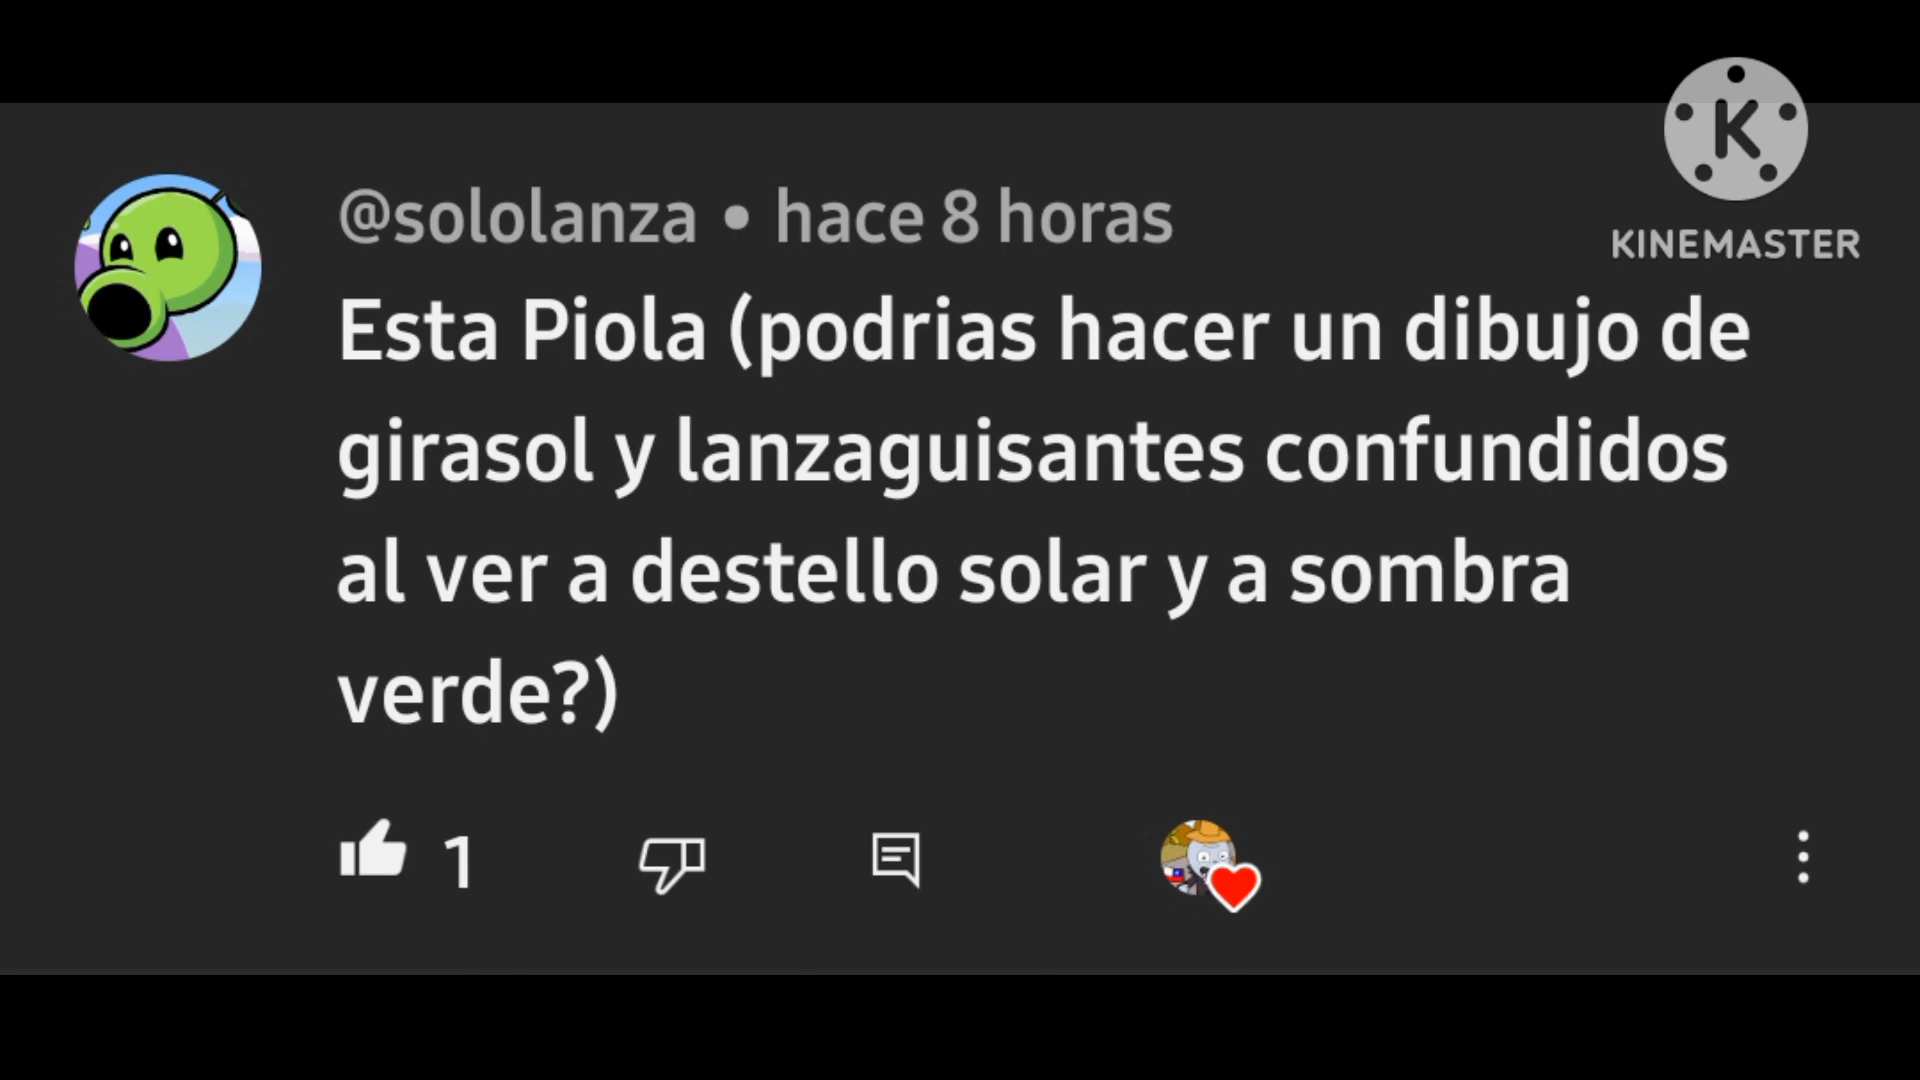 K
KINEMASTER
@sololanza • hace 8 horas
Esta Piola (podrias hacer un dibujo de
girasol y lanzaguisantes confundidos
al ver a destello solar y a sombra
verde?)
1